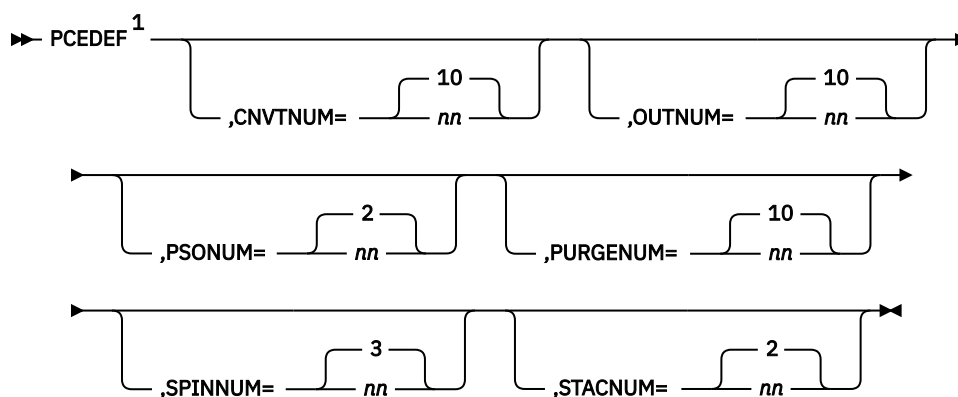 PCEDEF 1
10 10
,CNVTNUM= nn ,OUTNUM= nn
2 10
,PSONUM= nn ,PURGENUM= nn
3 2
,SPINNUM= nn ,STACNUM= nn